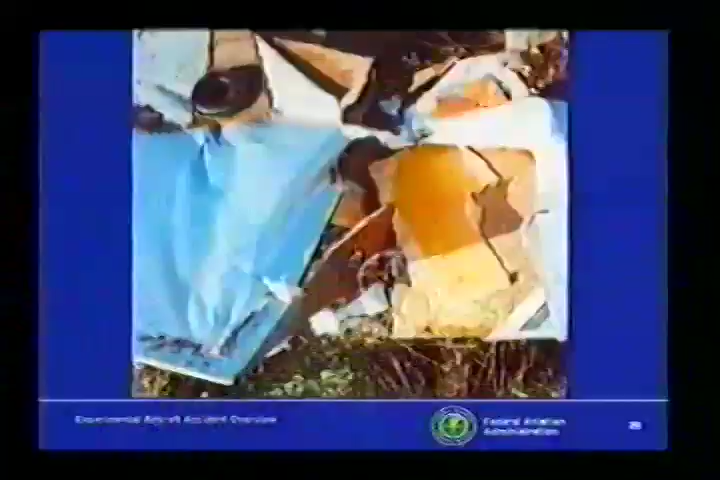 Experimental Aircraft Accident Overview
Federal Aviation
Administration